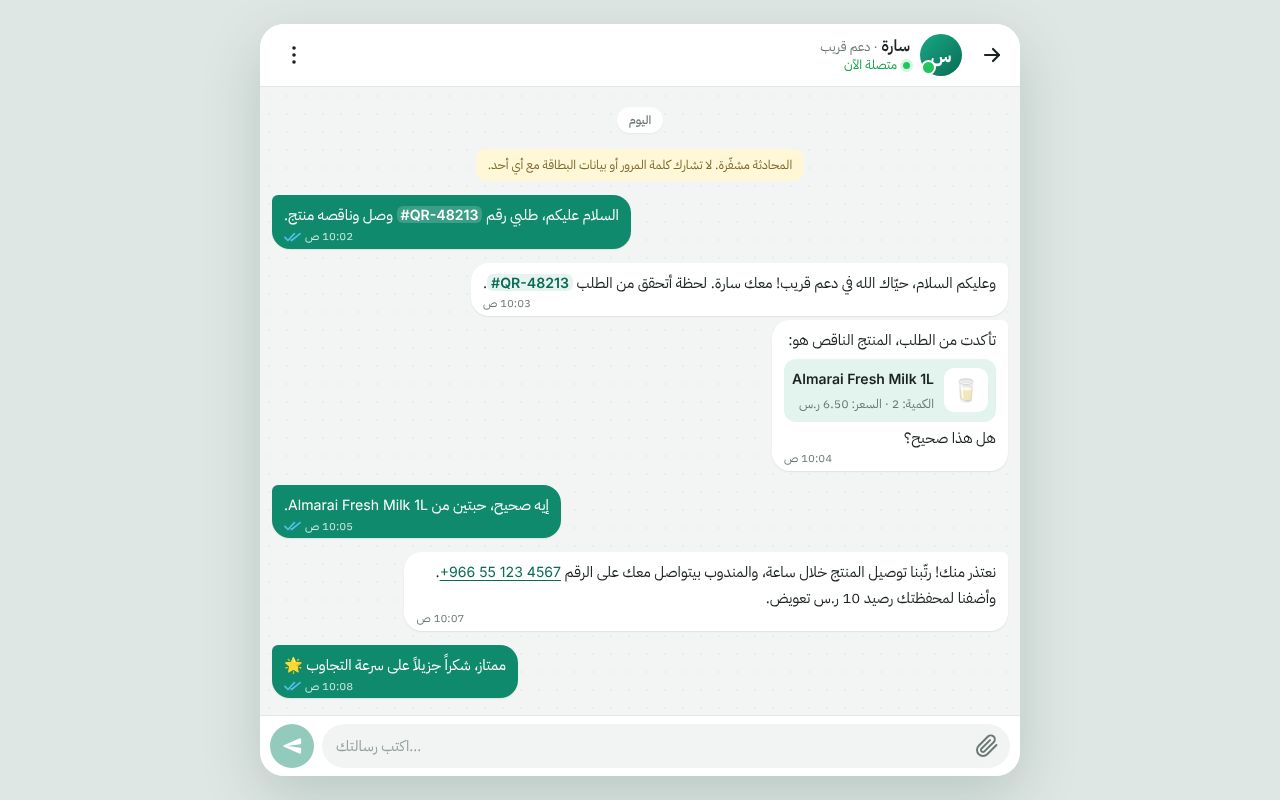 سارة · دعم قريب
متصلة الآن
س
اليوم
المحادثة مشفّرة. لا تشارك كلمة المرور أو بيانات البطاقة مع أي أحد.
السلام عليكم، طلبي رقم #QR-48213 وصل وناقصه منتج.
10:02 ص
وعليكم السلام، حيّاك الله في دعم قريب! معك سارة. لحظة أتحقق من الطلب #QR-48213.
10:03 ص
تأكدت من الطلب، المنتج الناقص هو:
Almarai Fresh Milk 1L
الكمية: 2 · السعر: 6.50 ر.س
هل هذا صحيح؟
10:04 ص
إيه صحيح، حبتين من Almarai Fresh Milk 1L.
10:05 ص
نعتذر منك! رتّبنا توصيل المنتج خلال ساعة، والمندوب بيتواصل معك على الرقم +966 55 123 4567.
وأضفنا لمحفظتك رصيد 10 ر.س تعويض.
10:07 ص
ممتاز، شكراً جزيلاً على سرعة التجاوب 🌟
10:08 ص
اكتب رسالتك...